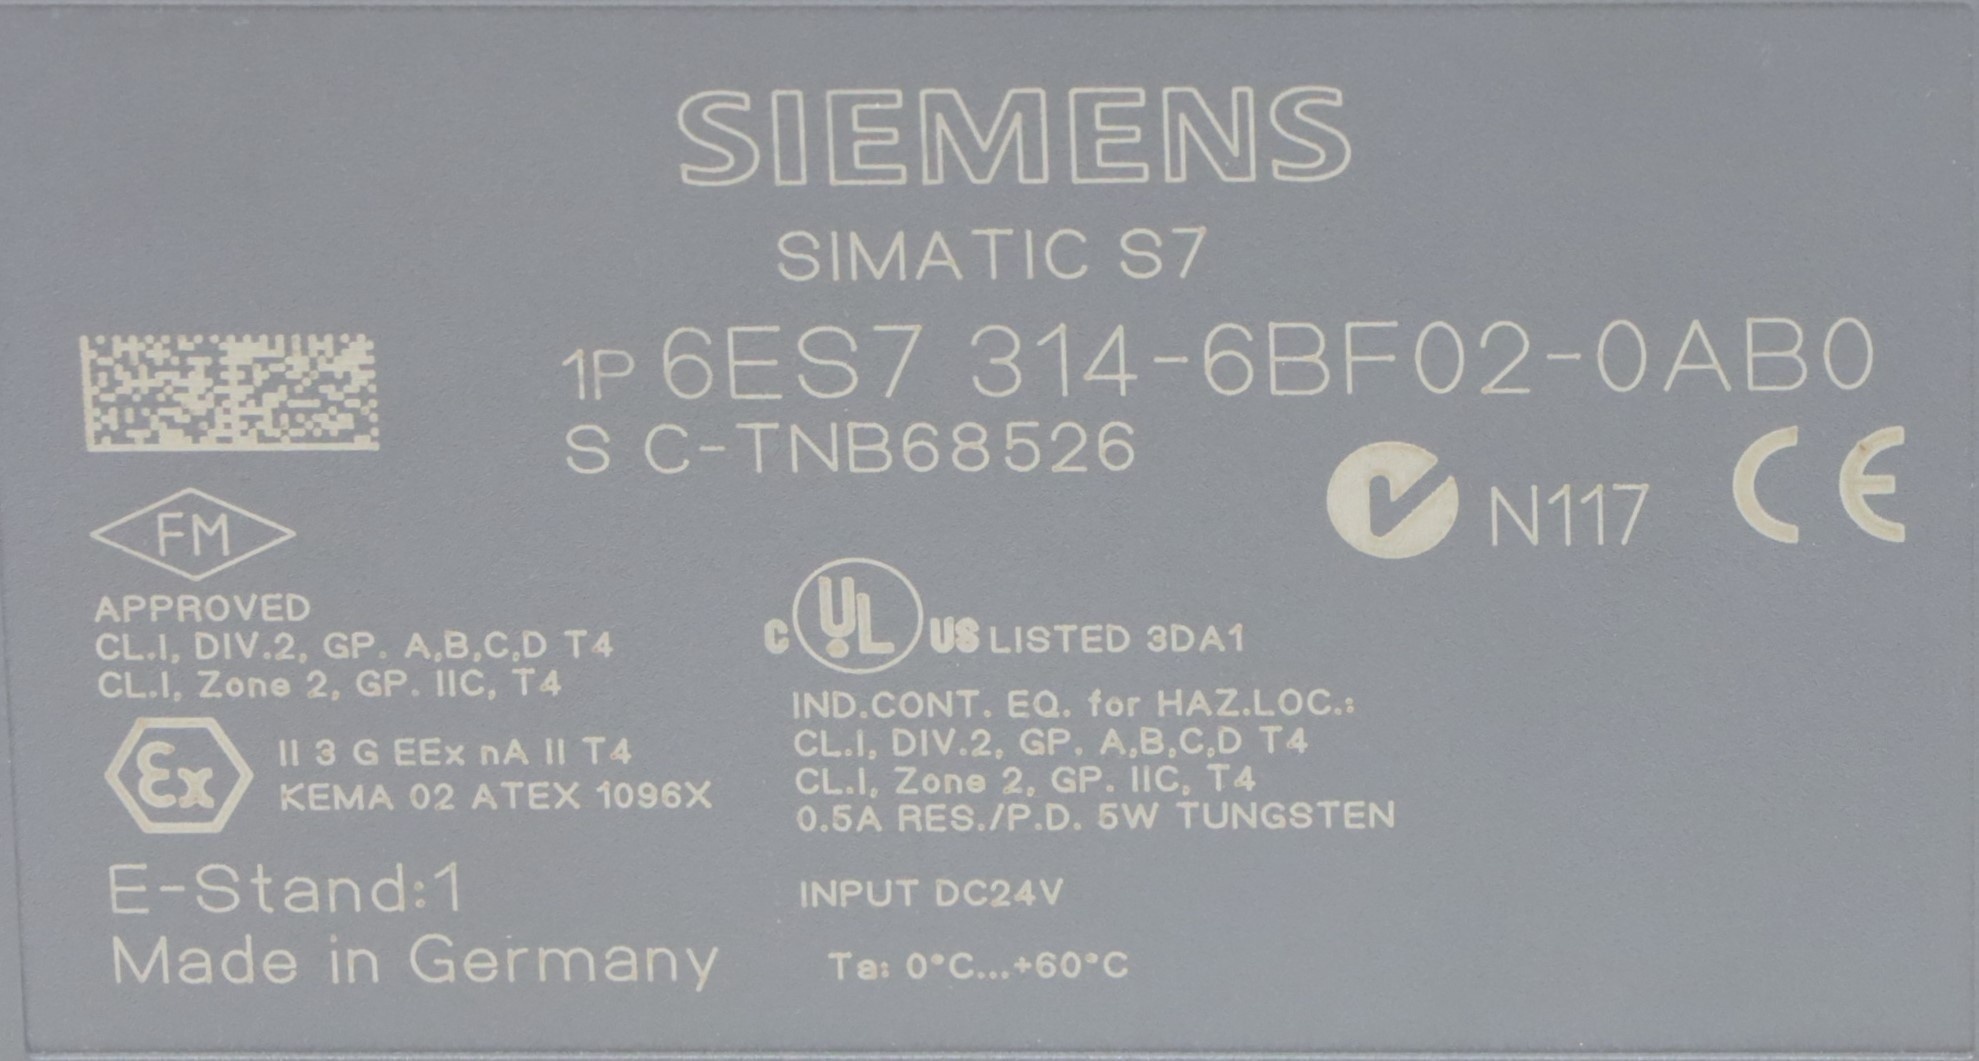 SIEMENS
SIMATIC S7
1P 6ES7 314-6BF02-0AB0
S C-TNB68526
N117 CE
FM
APPROVED
CL.I, DIV.2, GP. A,B,C,D T4
CL.I, Zone 2, GP. IIC, T4
C UL US LISTED 3DA1
IND.CONT. EQ. for HAZ.LOC.:
CL.I, DIV.2, GP. A,B,C,D T4
CL.I, Zone 2, GP. IIC, T4
0.5A RES./P.D. 5W TUNGSTEN
Ex II 3 G EEx nA II T4
KEMA 02 ATEX 1096X
E-Stand:1
Made in Germany
INPUT DC24V
Ta: 0°C...+60°C